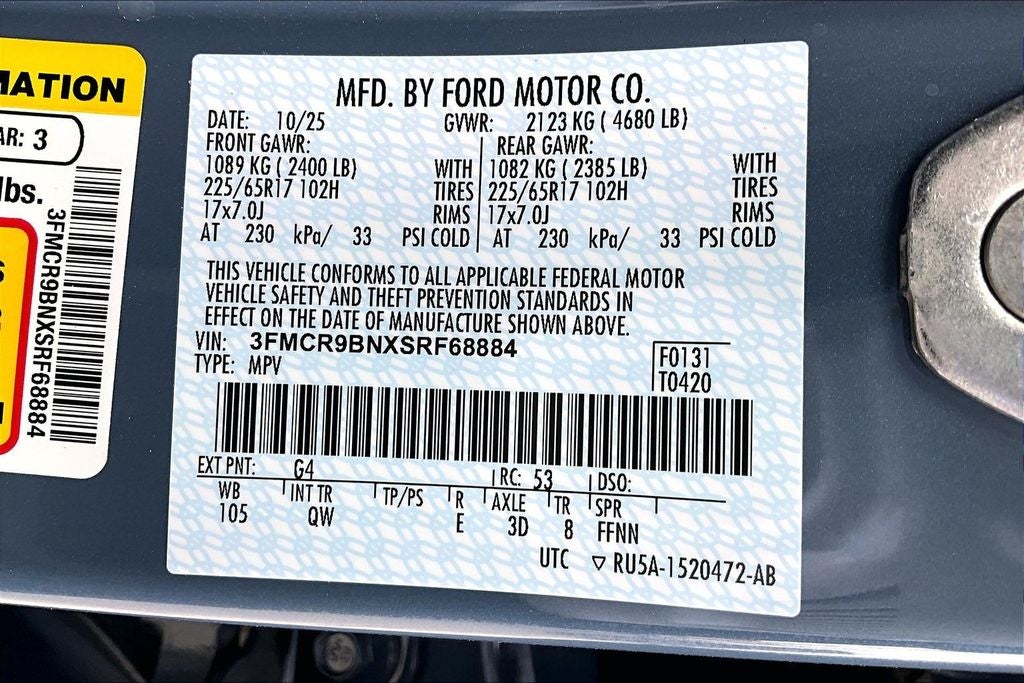 MATION
AR: 3
lbs.
3FMCR9BNXSRF68884
MFD. BY FORD MOTOR CO.
DATE: 10/25 GVWR: 2123 KG ( 4680 LB)
FRONT GAWR: REAR GAWR:
1089 KG ( 2400 LB) WITH 1082 KG ( 2385 LB) WITH
225/65R17 102H TIRES 225/65R17 102H TIRES
17x7.0J RIMS 17x7.0J RIMS
AT 230 kPa/ 33 PSI COLD AT 230 kPa/ 33 PSI COLD
THIS VEHICLE CONFORMS TO ALL APPLICABLE FEDERAL MOTOR
VEHICLE SAFETY AND THEFT PREVENTION STANDARDS IN
EFFECT ON THE DATE OF MANUFACTURE SHOWN ABOVE.
VIN: 3FMCR9BNXSRF68884
TYPE: MPV
F0131
T0420
EXT PNT: G4 RC: 53 DSO:
WB INT TR TP/PS R AXLE TR SPR
105 QW E 3D 8 FFNN
UTC ▽ RU5A-1520472-AB